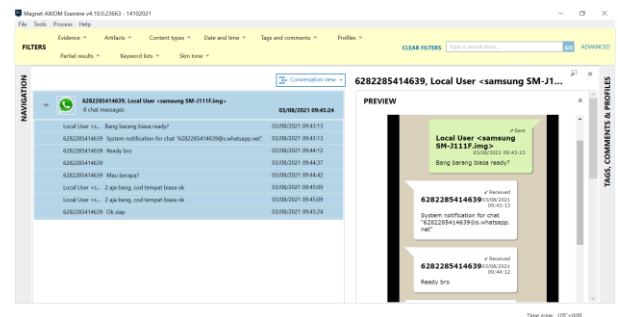 Magnet AXIOM Examine v4.10.0.23663 - 14102021
File Tools Process Help
FILTERS
Evidence Artifacts Content types Date and time Tags and comments Profiles
Partial results Keyword lists Skin tone
CLEAR FILTERS Type a search term... GO ADVANCED
NAVIGATION
Conversation view
6282285414639, Local User <samsung SM-J111F.img>
8 chat messages 03/08/2021 09:45:24
Local User <s... Bang barang biasa ready? 03/08/2021 09:43:13
6282285414639 System notification for chat "6282285414639@s.whatsapp.net" 03/08/2021 09:43:13
6282285414639 Ready bro 03/08/2021 09:44:12
6282285414639 03/08/2021 09:44:37
6282285414639 Mau berapa? 03/08/2021 09:44:42
Local User <s... 2 aja bang, cod tempat biasa ok 03/08/2021 09:45:09
Local User <s... 2 aja bang, cod tempat biasa ok 03/08/2021 09:45:09
6282285414639 Ok siap 03/08/2021 09:45:24
6282285414639, Local User <samsung SM-J1...
PREVIEW
Sent
Local User <samsung
SM-J111F.img>
03/08/2021 09:43:13
Bang barang biasa ready?
Received
6282285414639 03/08/2021
09:43:13
System notification for chat
"6282285414639@s.whatsapp.
net"
Received
6282285414639 03/08/2021
09:44:12
Ready bro
TAGS, COMMENTS & PROFILES
Time zone UTC+0:00